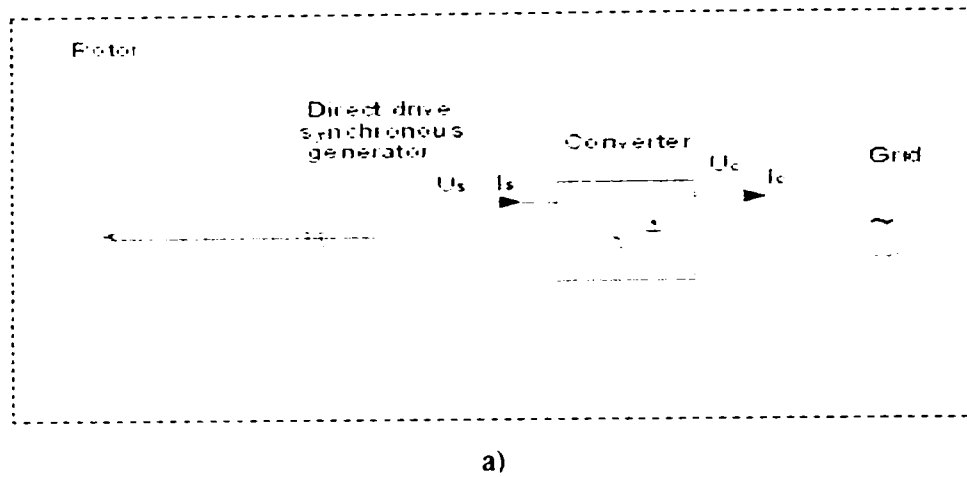 Rotor
Direct drive
synchronous
generator
Converter
Grid
Us Is
Uc Ic
~
a)